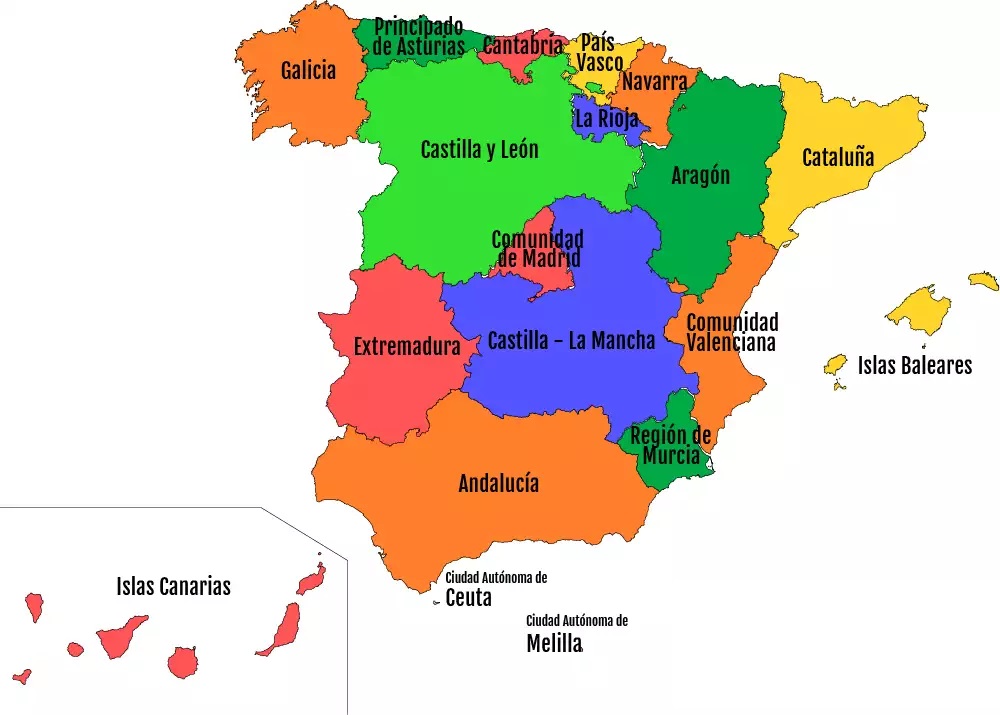 Principado
de Asturias
Cantabria
País
Vasco
Galicia
Navarra
La Rioja
Castilla y León
Aragón
Cataluña
Comunidad
de Madrid
Extremadura
Castilla - La Mancha
Comunidad
Valenciana
Islas Baleares
Región de
Murcia
Andalucía
Islas Canarias
Ciudad Autónoma de
Ceuta
Ciudad Autónoma de
Melilla